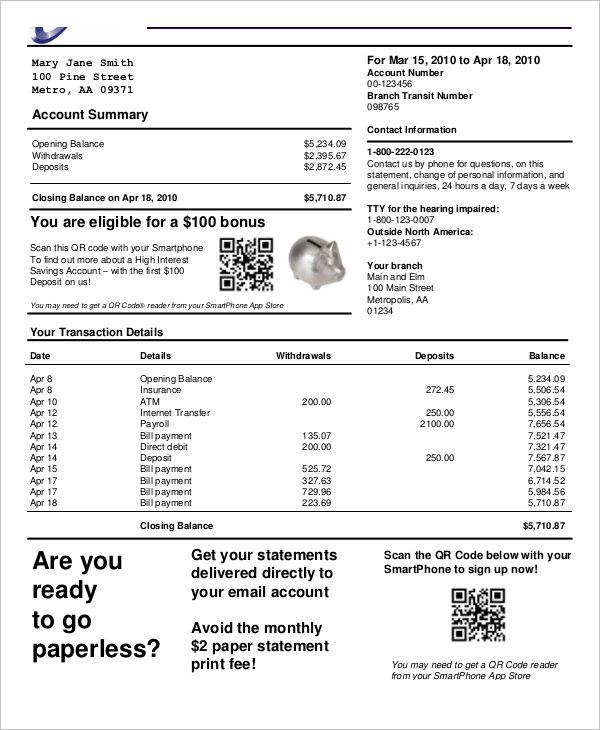 Mary Jane Smith
100 Pine Street
Metro, AA 09371
For Mar 15, 2010 to Apr 18, 2010
Account Number
00-123456
Branch Transit Number
098765
Account Summary
Opening Balance $5,234.09
Withdrawals $2,395.67
Deposits $2,872.45
Closing Balance on Apr 18, 2010 $5,710.87
Contact Information
1-800-222-0123
Contact us by phone for questions, on this
statement, change of personal information, and
general inquiries, 24 hours a day, 7 days a week
TTY for the hearing impaired:
1-800-123-0007
Outside North America:
+1-123-4567
Your branch
Main and Elm
100 Main Street
Metropolis, AA
01234
You are eligible for a $100 bonus
Scan this QR code with your Smartphone
To find out more about a High Interest
Savings Account – with the first $100
Deposit on us!
You may need to get a QR Code® reader from your SmartPhone App Store
Your Transaction Details
Date Details Withdrawals Deposits Balance
Apr 8 Opening Balance 5,234.09
Apr 8 Insurance 272.45 5,506.54
Apr 10 ATM 200.00 5,306.54
Apr 12 Internet Transfer 250.00 5,556.54
Apr 12 Payroll 2100.00 7,656.54
Apr 13 Bill payment 135.07 7,521.47
Apr 14 Direct debit 200.00 7,321.47
Apr 14 Deposit 250.00 7.567.87
Apr 15 Bill payment 525.72 7,042.15
Apr 17 Bill payment 327.63 6,714.52
Apr 17 Bill payment 729.96 5,984.56
Apr 18 Bill payment 223.69 5,710.87
Closing Balance $5,710.87
Are you
ready
to go
paperless?
Get your statements
delivered directly to
your email account
Avoid the monthly
$2 paper statement
print fee!
Scan the QR Code below with your
SmartPhone to sign up now!
You may need to get a QR Code reader
from your SmartPhone App Store